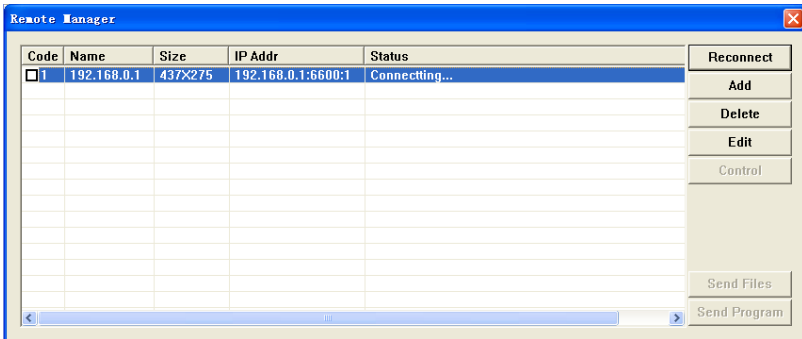 Remote Manager
Code Name Size IP Addr Status
1 192.168.0.1 437X275 192.168.0.1:6600:1 Connectting...
Reconnect
Add
Delete
Edit
Control
Send Files
Send Program